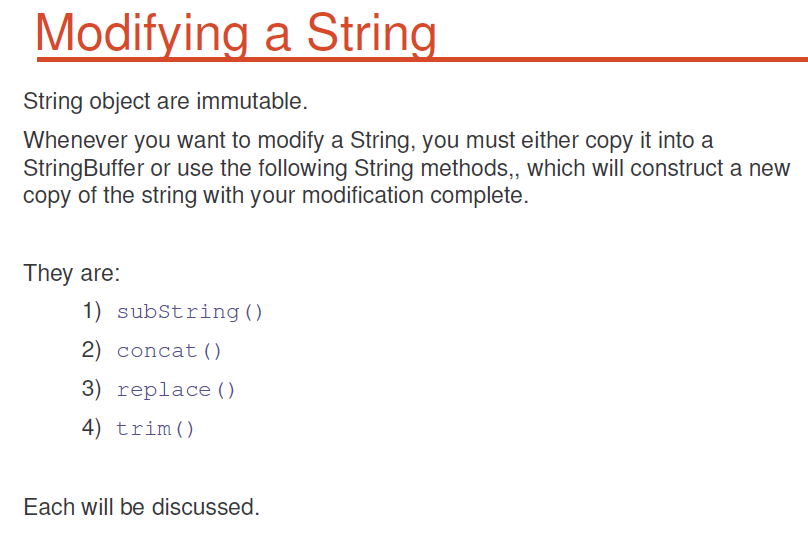 Modifying a String
String object are immutable.
Whenever you want to modify a String, you must either copy it into a
StringBuffer or use the following String methods,, which will construct a new
copy of the string with your modification complete.
They are:
1) subString()
2) concat()
3) replace()
4) trim()
Each will be discussed.